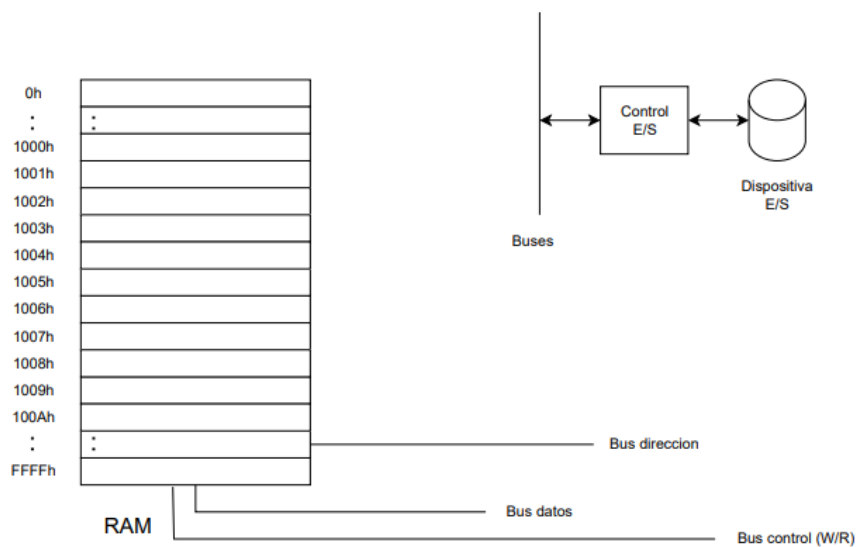 0h
:
:
1000h
1001h
1002h
1003h
1004h
1005h
1006h
1007h
1008h
1009h
100Ah
:
:
FFFFh
RAM
Control
E/S
Dispositiva
E/S
Buses
Bus direccion
Bus datos
Bus control (W/R)